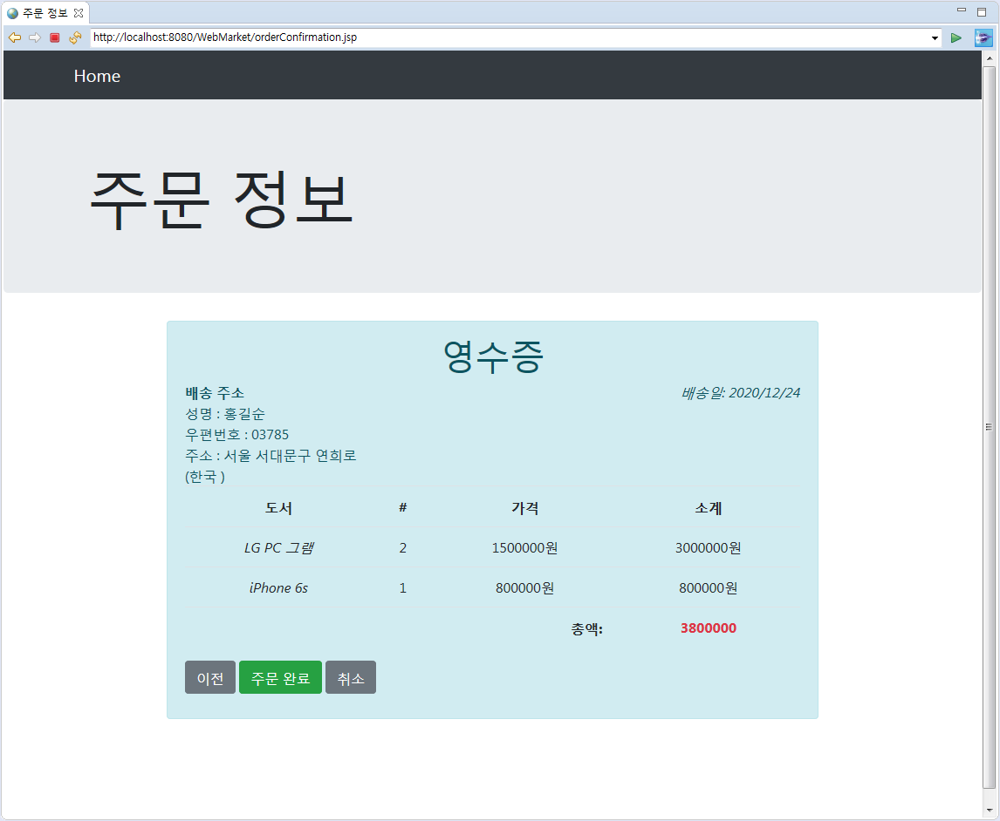 주문 정보
http://localhost:8080/WebMarket/orderConfirmation.jsp
Home
주문 정보
영수증
배송 주소 배송일: 2020/12/24
성명 : 홍길순
우편번호 : 03785
주소 : 서울 서대문구 연희로
(한국 )
도서 # 가격 소계
LG PC 그램 2 1500000원 3000000원
iPhone 6s 1 800000원 800000원
총액: 3800000
이전 주문 완료 취소